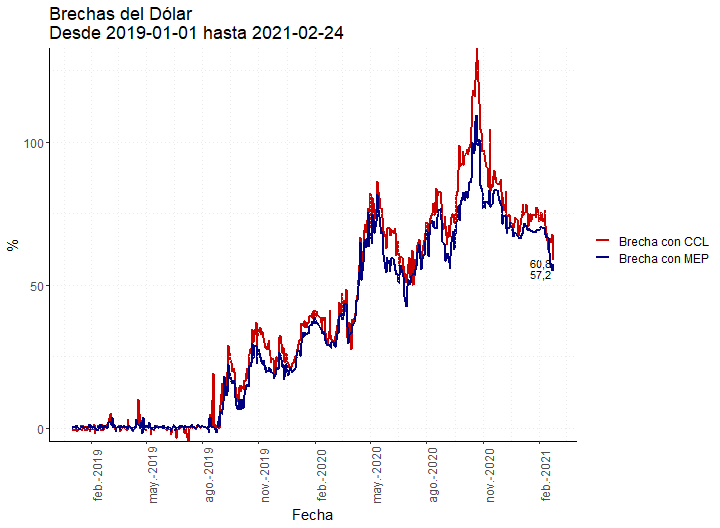 Brechas del Dólar
Desde 2019-01-01 hasta 2021-02-24
%
100
50
0
60,8
57,2
Brecha con CCL
Brecha con MEP
feb.-2019
may.-2019
ago.-2019
nov.-2019
feb.-2020
may.-2020
ago.-2020
nov.-2020
feb.-2021
Fecha